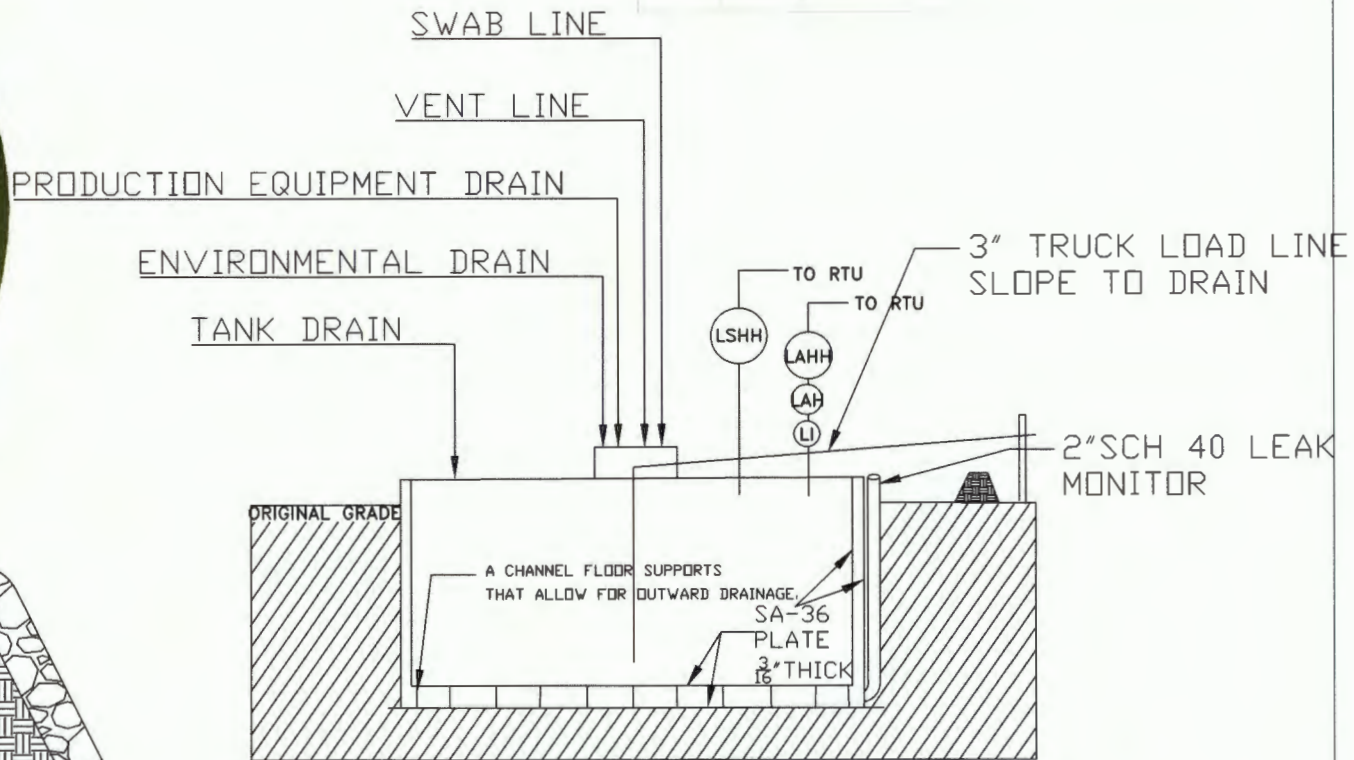 SWAB LINE
VENT LINE
PRODUCTION EQUIPMENT DRAIN
ENVIRONMENTAL DRAIN
TANK DRAIN
TO RTU
TO RTU
3" TRUCK LOAD LINE
SLOPE TO DRAIN
LSHH
LAHH
LAH
LI
2"SCH 40 LEAK
MONITOR
ORIGINAL GRADE
A CHANNEL FLOOR SUPPORTS
THAT ALLOW FOR OUTWARD DRAINAGE.
SA-36
PLATE
3/16" THICK